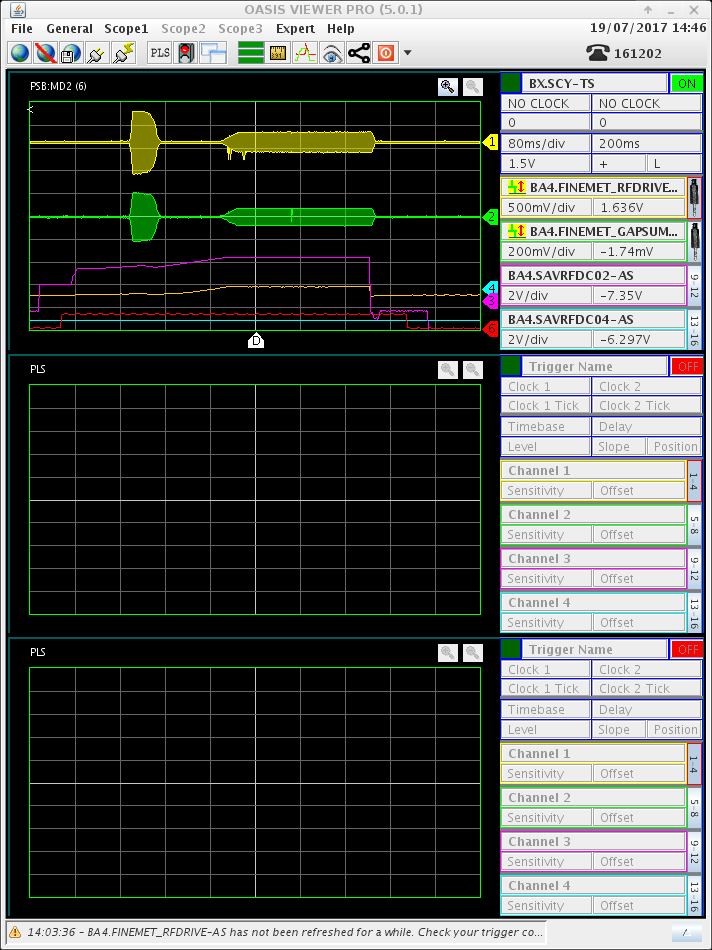 OASIS VIEWER PRO (5.0.1)
File General Scope1 Scope2 Scope3 Expert Help 19/07/2017 14:46
PLS 161202
PSB:MD2 (6)
<
1
2
4
3
D
BX.SCY-TS ON
NO CLOCK NO CLOCK
0 0
80ms/div 200ms
1.5V + L
BA4.FINEMET_RFDRIVE...
500mV/div 1.636V
BA4.FINEMET_GAPSUM...
200mV/div -1.74mV
BA4.SAVRFDC02-AS
2V/div -7.35V
9-12
BA4.SAVRFDC04-AS
2V/div -6.297V
13-16
PLS
Trigger Name OFF
Clock 1 Clock 2
Clock 1 Tick Clock 2 Tick
Timebase Delay
Level Slope Position
Channel 1
Sensitivity Offset
1-4
Channel 2
Sensitivity Offset
5-8
Channel 3
Sensitivity Offset
9-12
Channel 4
Sensitivity Offset
13-16
PLS
Trigger Name OFF
Clock 1 Clock 2
Clock 1 Tick Clock 2 Tick
Timebase Delay
Level Slope Position
Channel 1
Sensitivity Offset
1-4
Channel 2
Sensitivity Offset
5-8
Channel 3
Sensitivity Offset
9-12
Channel 4
Sensitivity Offset
13-16
14:03:36 - BA4.FINEMET_RFDRIVE-AS has not been refreshed for a while. Check your trigger co...